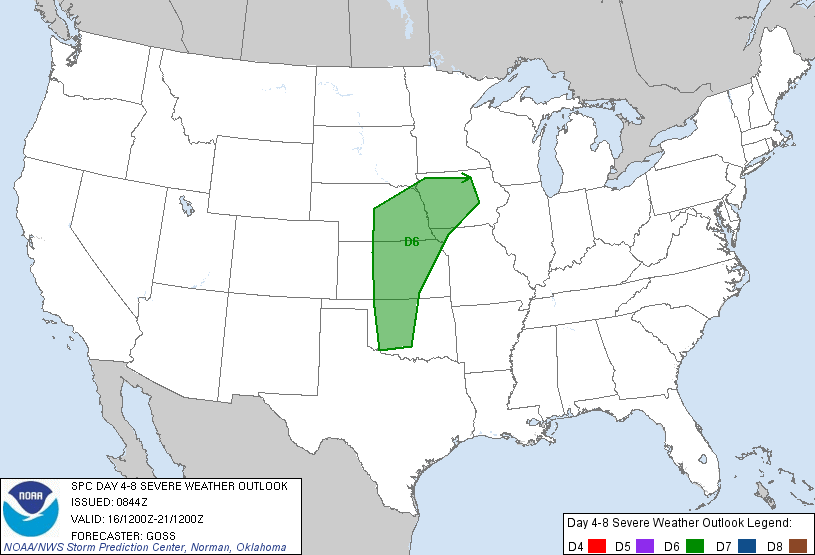 D6
NOAA
SPC DAY 4-8 SEVERE WEATHER OUTLOOK
ISSUED: 0844Z
VALID: 16/1200Z-21/1200Z
FORECASTER: GOSS
NOAA/NWS Storm Prediction Center, Norman, Oklahoma
Day 4-8 Severe Weather Outlook Legend:
D4 D5 D6 D7 D8